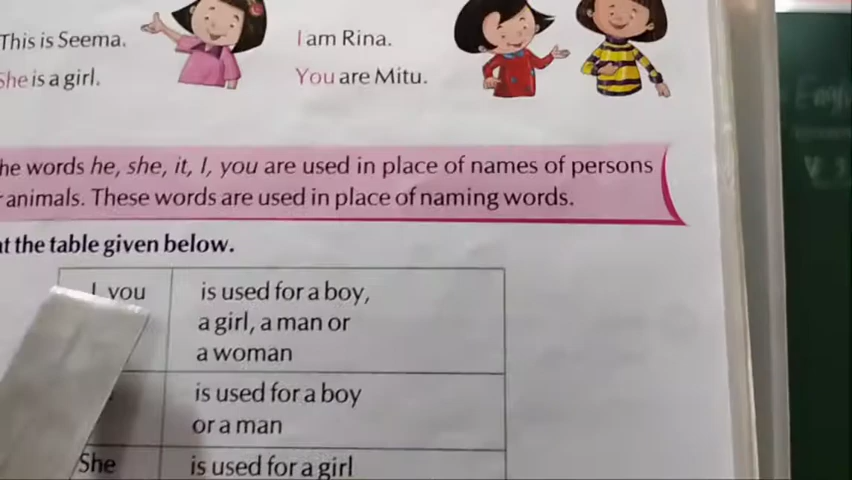 This is Seema.
She is a girl.
I am Rina.
You are Mitu.
he words he, she, it, I, you are used in place of names of persons
animals. These words are used in place of naming words.
at the table given below.
I you is used for a boy,
a girl, a man or
a woman
is used for a boy
or a man
She is used for a girl